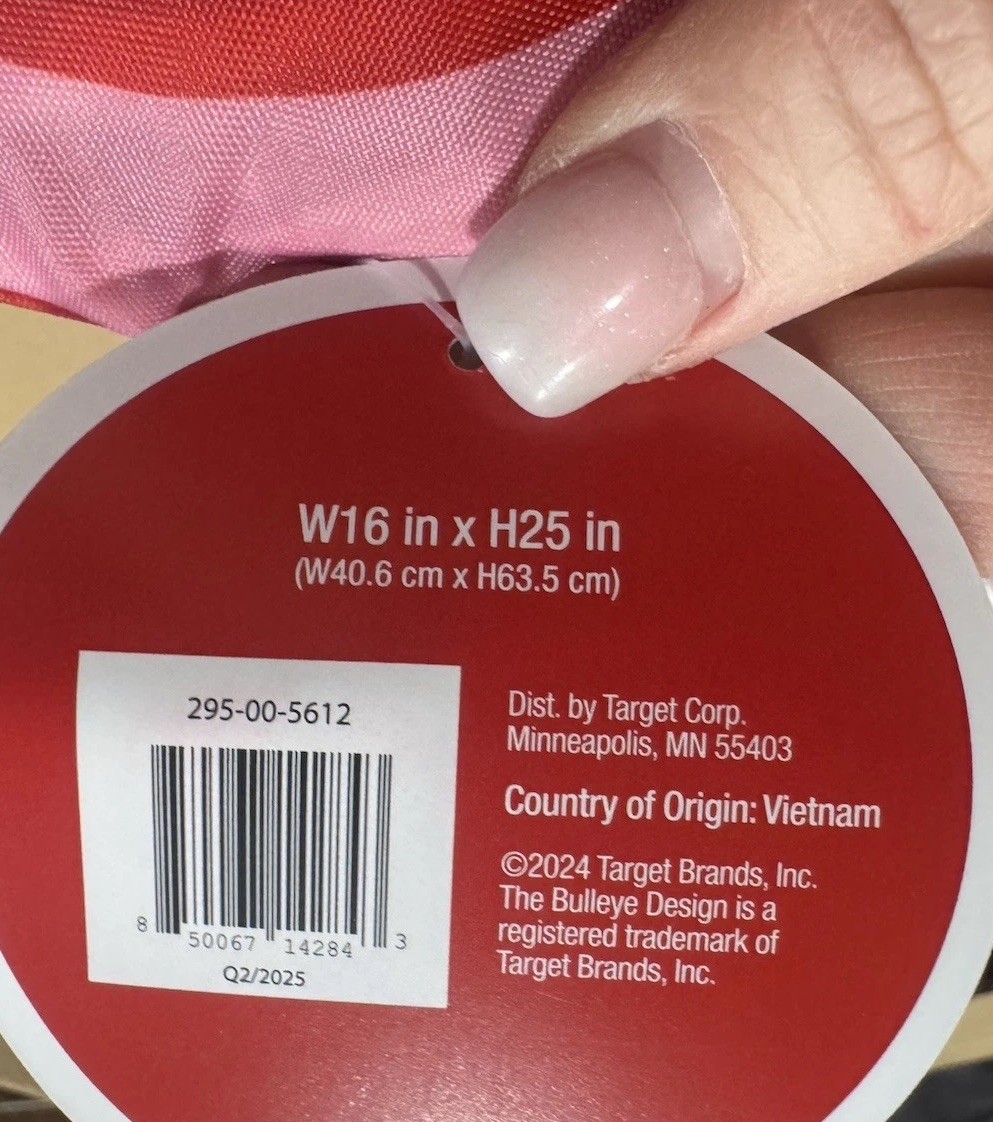 W16 in x H25 in
(W40.6 cm x H63.5 cm)
295-00-5612
8 50067 14284 3
Q2/2025
Dist. by Target Corp.
Minneapolis, MN 55403
Country of Origin: Vietnam
©2024 Target Brands, Inc.
The Bulleye Design is a
registered trademark of
Target Brands, Inc.